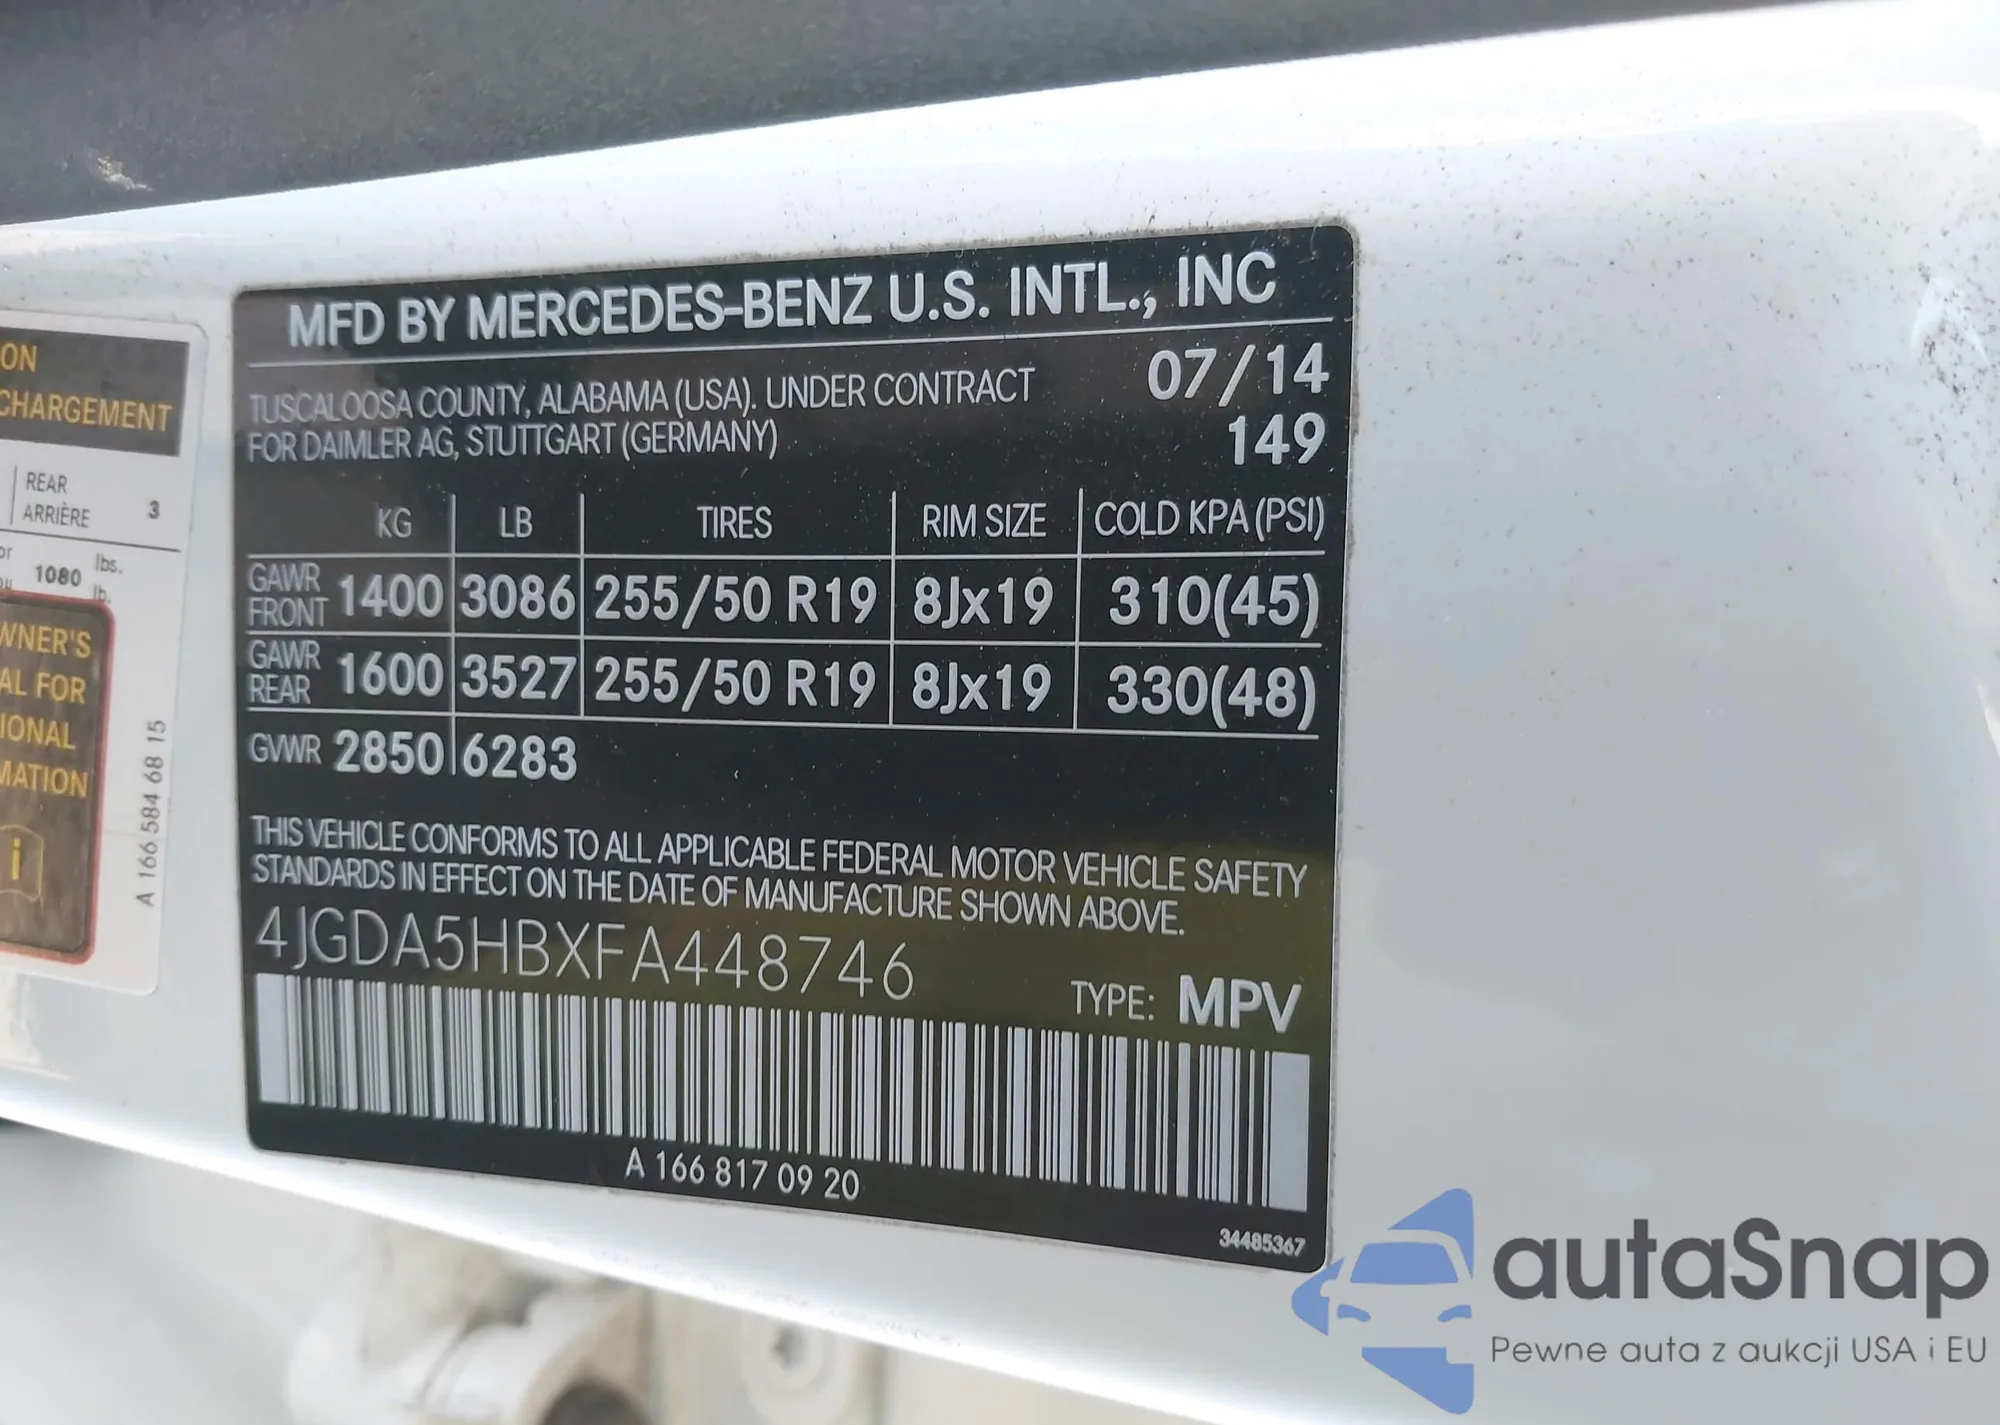 MFD BY MERCEDES-BENZ U.S. INTL., INC
TUSCALOOSA COUNTY, ALABAMA (USA). UNDER CONTRACT
FOR DAIMLER AG, STUTTGART (GERMANY)
07/14
149
KG LB TIRES RIM SIZE COLD KPA (PSI)
GAWR FRONT 1400 3086 255/50 R19 8Jx19 310(45)
GAWR REAR 1600 3527 255/50 R19 8Jx19 330(48)
GVWR 2850 6283
THIS VEHICLE CONFORMS TO ALL APPLICABLE FEDERAL MOTOR VEHICLE SAFETY
STANDARDS IN EFFECT ON THE DATE OF MANUFACTURE SHOWN ABOVE.
4JGDA5HBXFA448746
TYPE: MPV
A 166 817 09 20
34485367
ON
CHARGEMENT
REAR
ARRIÈRE 3
1080 lbs.
lb.
WNER'S
AL FOR
IONAL
MATION
i
A 166 584 68 15
autaSnap
Pewne auta z aukcji USA i EU